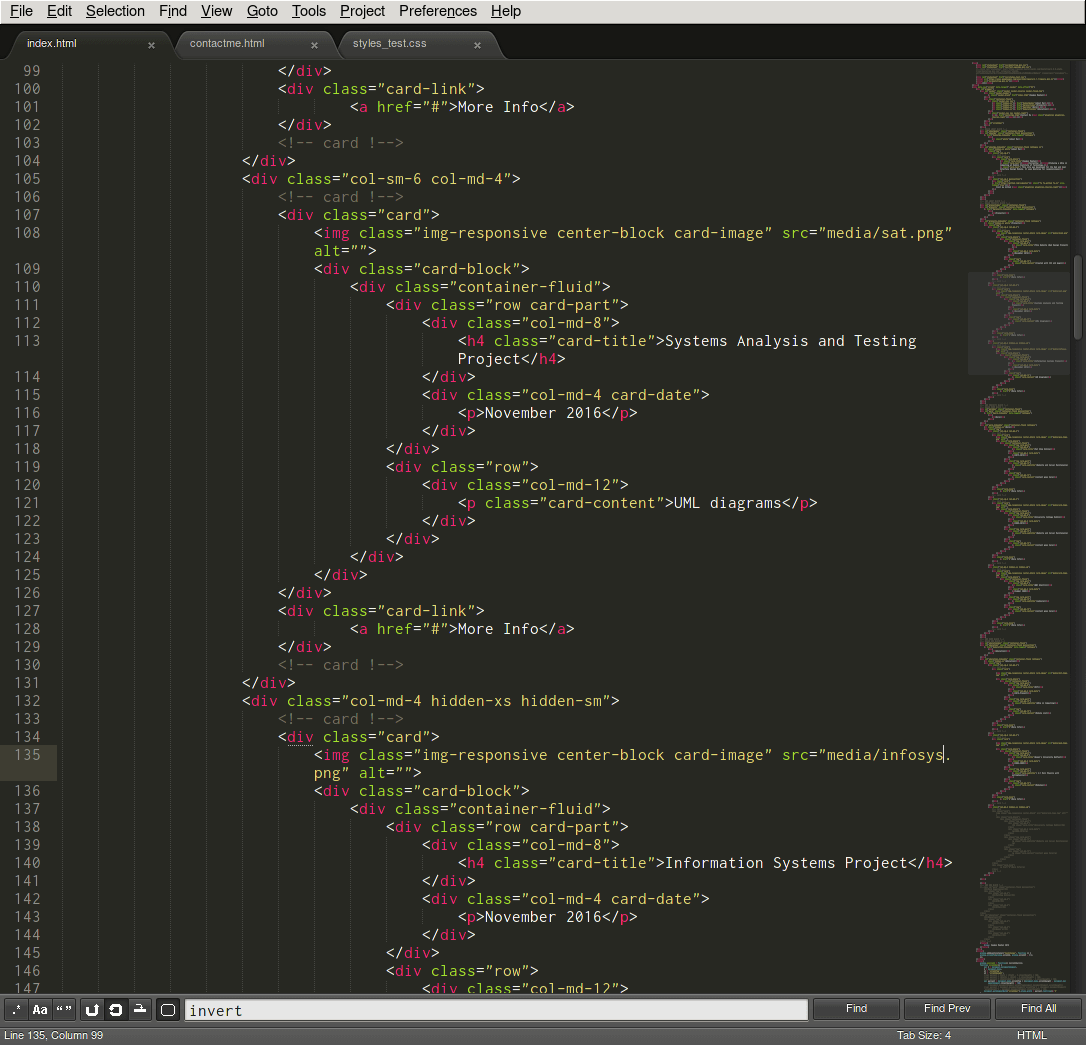 File Edit Selection Find View Goto Tools Project Preferences Help
index.html × contactme.html × styles_test.css ×
99 </div>
100 <div class="card-link">
101 <a href="#">More Info</a>
102 </div>
103 <!-- card !-->
104 </div>
105 <div class="col-sm-6 col-md-4">
106 <!-- card !-->
107 <div class="card">
108 <img class="img-responsive center-block card-image" src="media/sat.png"
alt="">
109 <div class="card-block">
110 <div class="container-fluid">
111 <div class="row card-part">
112 <div class="col-md-8">
113 <h4 class="card-title">Systems Analysis and Testing
Project</h4>
114 </div>
115 <div class="col-md-4 card-date">
116 <p>November 2016</p>
117 </div>
118 </div>
119 <div class="row">
120 <div class="col-md-12">
121 <p class="card-content">UML diagrams</p>
122 </div>
123 </div>
124 </div>
125 </div>
126 </div>
127 <div class="card-link">
128 <a href="#">More Info</a>
129 </div>
130 <!-- card !-->
131 </div>
132 <div class="col-md-4 hidden-xs hidden-sm">
133 <!-- card !-->
134 <div class="card">
135 <img class="img-responsive center-block card-image" src="media/infosys.
png" alt="">
136 <div class="card-block">
137 <div class="container-fluid">
138 <div class="row card-part">
139 <div class="col-md-8">
140 <h4 class="card-title">Information Systems Project</h4>
141 </div>
142 <div class="col-md-4 card-date">
143 <p>November 2016</p>
144 </div>
145 </div>
146 <div class="row">
147 <div class="col-md-12">
.* Aa “ ” invert Find Find Prev Find All
Line 135, Column 99 Tab Size: 4 HTML